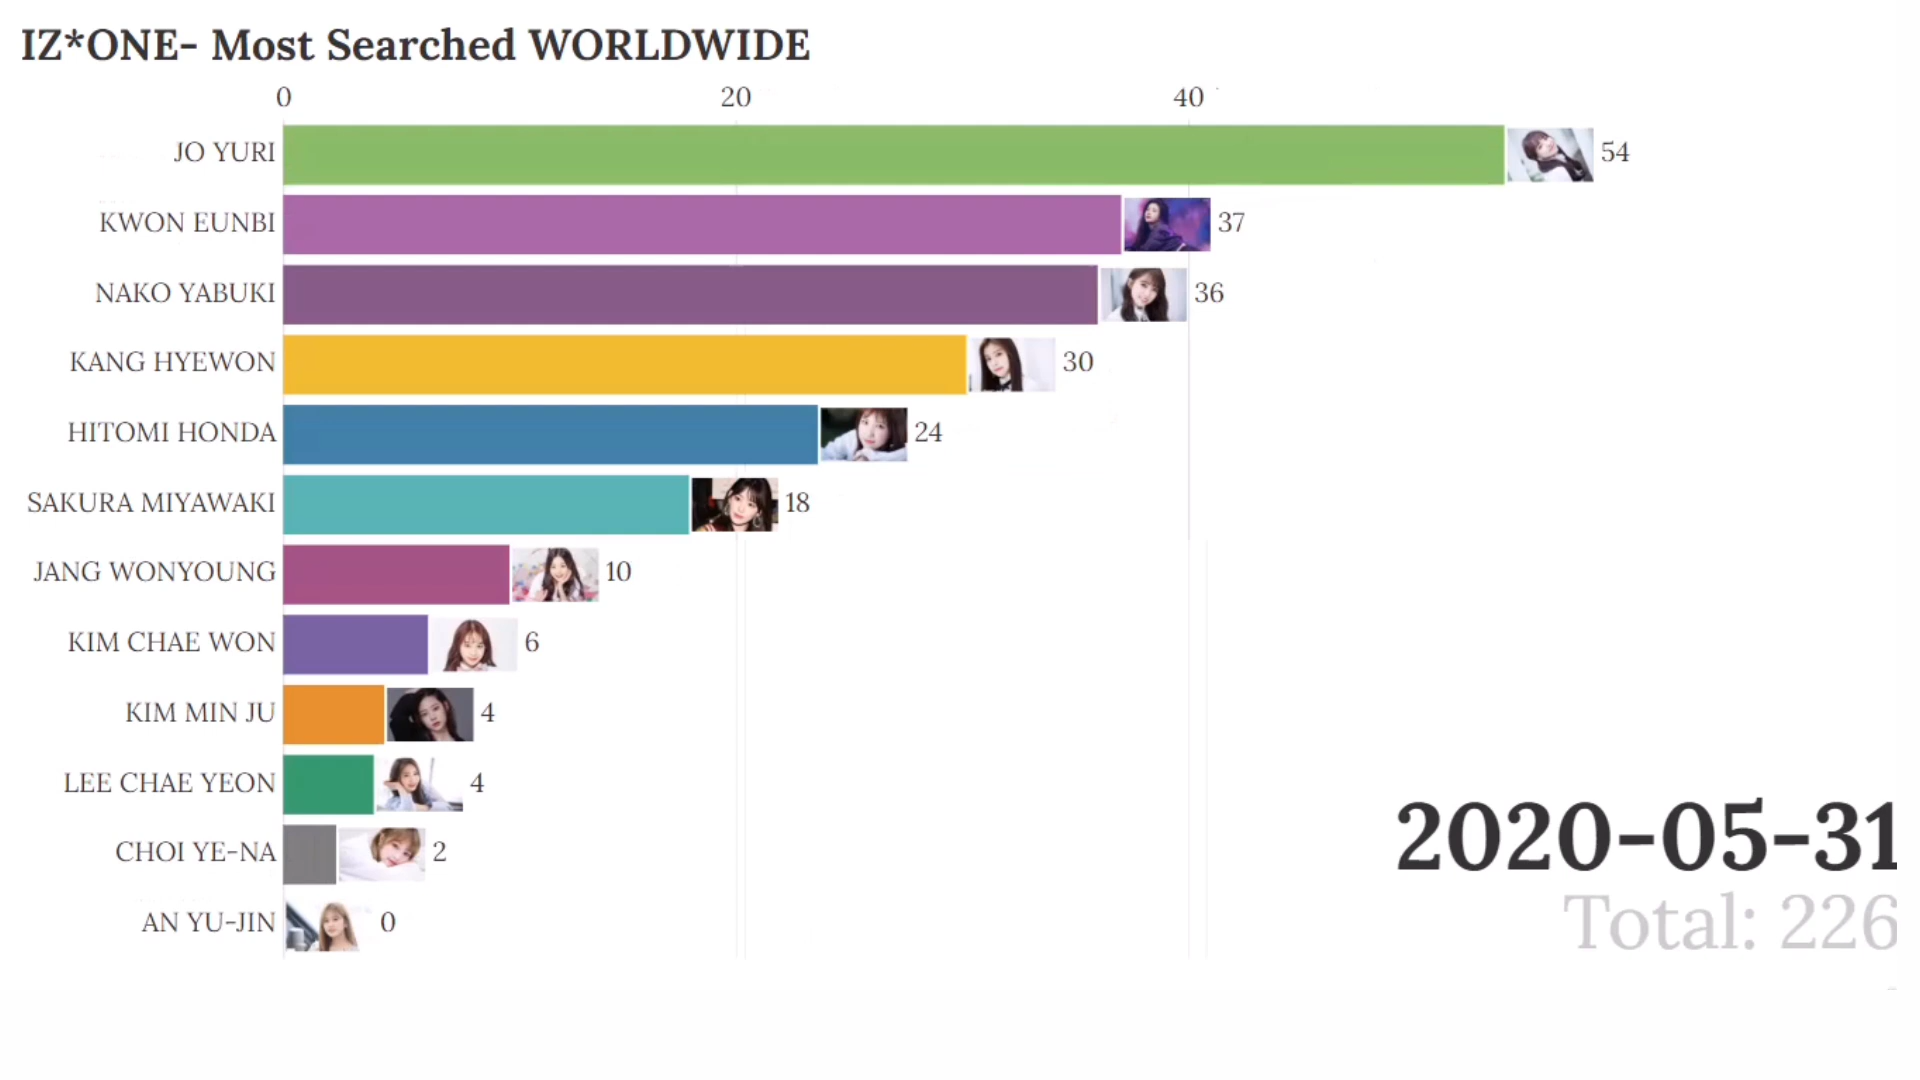 IZ*ONE- Most Searched WORLDWIDE
0 20 40
JO YURI 54
KWON EUNBI 37
NAKO YABUKI 36
KANG HYEWON 30
HITOMI HONDA 24
SAKURA MIYAWAKI 18
JANG WONYOUNG 10
KIM CHAE WON 6
KIM MIN JU 4
LEE CHAE YEON 4
CHOI YE-NA 2
AN YU-JIN 0
2020-05-31
Total: 226